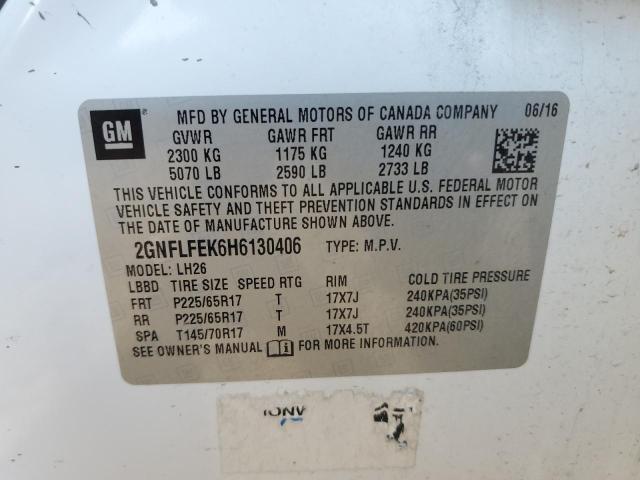 GM
MFD BY GENERAL MOTORS OF CANADA COMPANY 06/16
GVWR GAWR FRT GAWR RR
2300 KG 1175 KG 1240 KG
5070 LB 2590 LB 2733 LB
THIS VEHICLE CONFORMS TO ALL APPLICABLE U.S. FEDERAL MOTOR
VEHICLE SAFETY AND THEFT PREVENTION STANDARDS IN EFFECT ON
THE DATE OF MANUFACTURE SHOWN ABOVE.
2GNFLFEK6H6130406 TYPE: M.P.V.
MODEL: LH26
LBBD TIRE SIZE SPEED RTG RIM COLD TIRE PRESSURE
FRT P225/65R17 T 17X7J 240KPA(35PSI)
RR P225/65R17 T 17X7J 240KPA(35PSI)
SPA T145/70R17 M 17X4.5T 420KPA(60PSI)
SEE OWNER'S MANUAL i FOR MORE INFORMATION.